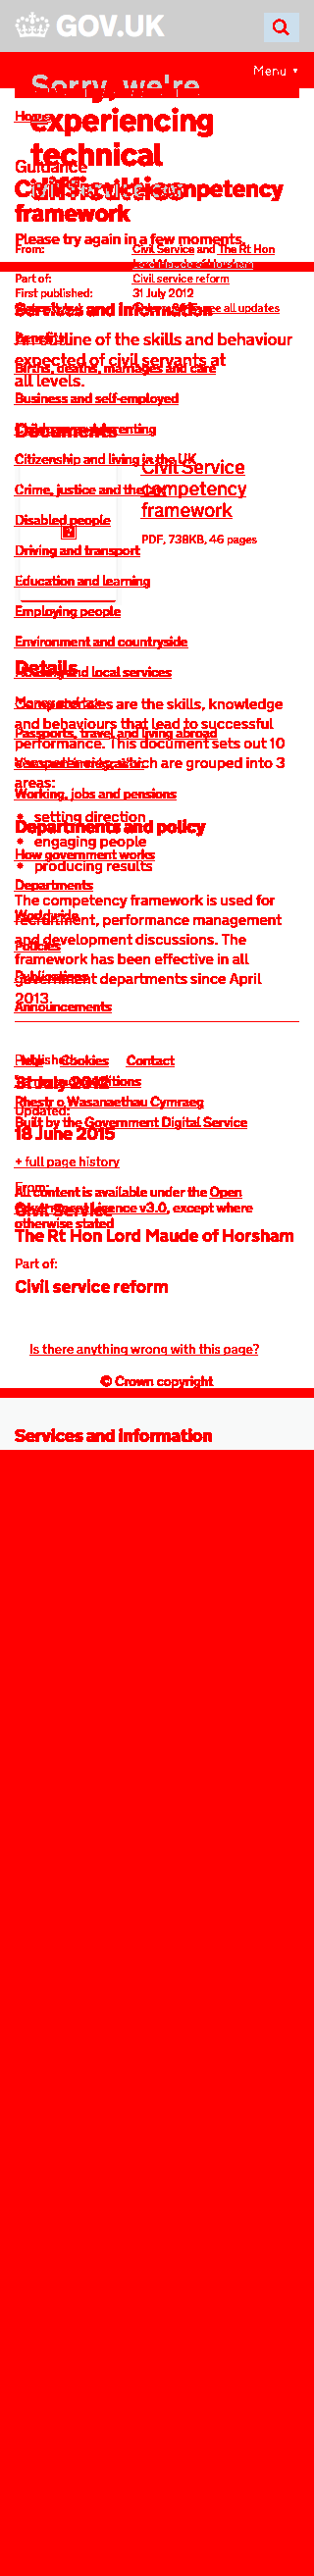 GOV.UK
Menu ▼
Sorry, we're
experiencing
technical
difficulties
Home
Guidance
Civil Service competency
framework
Please try again in a few moments.
From: Civil Service and The Rt Hon
Lord Maude of Horsham
Part of: Civil service reform
First published: 31 July 2012
see all updates
Services and information
An outline of the skills and behaviour
expected of civil servants at
all levels.
Benefits
Births, deaths, marriages and care
Business and self-employed
Documents
Citizenship and living in the UK
Civil Service
competency
framework
PDF, 738KB, 46 pages
Crime, justice and the law
Disabled people
Driving and transport
Education and learning
Employing people
Environment and countryside
Details
Housing and local services
Money and tax
Competencies are the skills, knowledge
and behaviours that lead to successful
performance. This document sets out 10
competencies, which are grouped into 3
areas:
Passports, travel and living abroad
Working, jobs and pensions
• setting direction
• engaging people
• producing results
Departments and policy
How government works
Departments
Worldwide
Policies
Publications
Announcements
The competency framework is used for
recruitment, performance management
and development discussions. The
framework has been effective in all
government departments since April
2013.
Help Cookies Contact
Published:
31 July 2012
Rhestr o Wasanaethau Cymraeg
Updated:
Built by the Government Digital Service
18 June 2015
+ full page history
From:
Civil Service
All content is available under the Open
Government Licence v3.0, except where
otherwise stated
The Rt Hon Lord Maude of Horsham
Part of:
Civil service reform
Is there anything wrong with this page?
© Crown copyright
Services and information